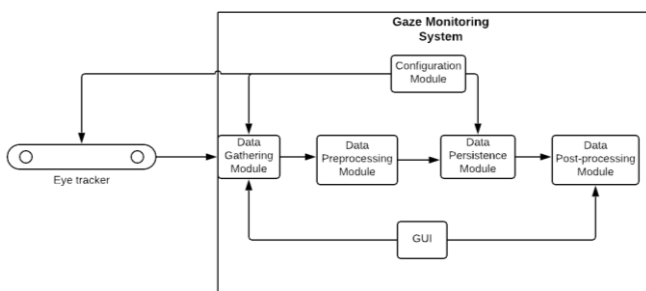 Gaze Monitoring
System
Configuration
Module
Data
Gathering
Module
Data
Preprocessing
Module
Data
Persistence
Module
Data
Post-processing
Module
Eye tracker
GUI